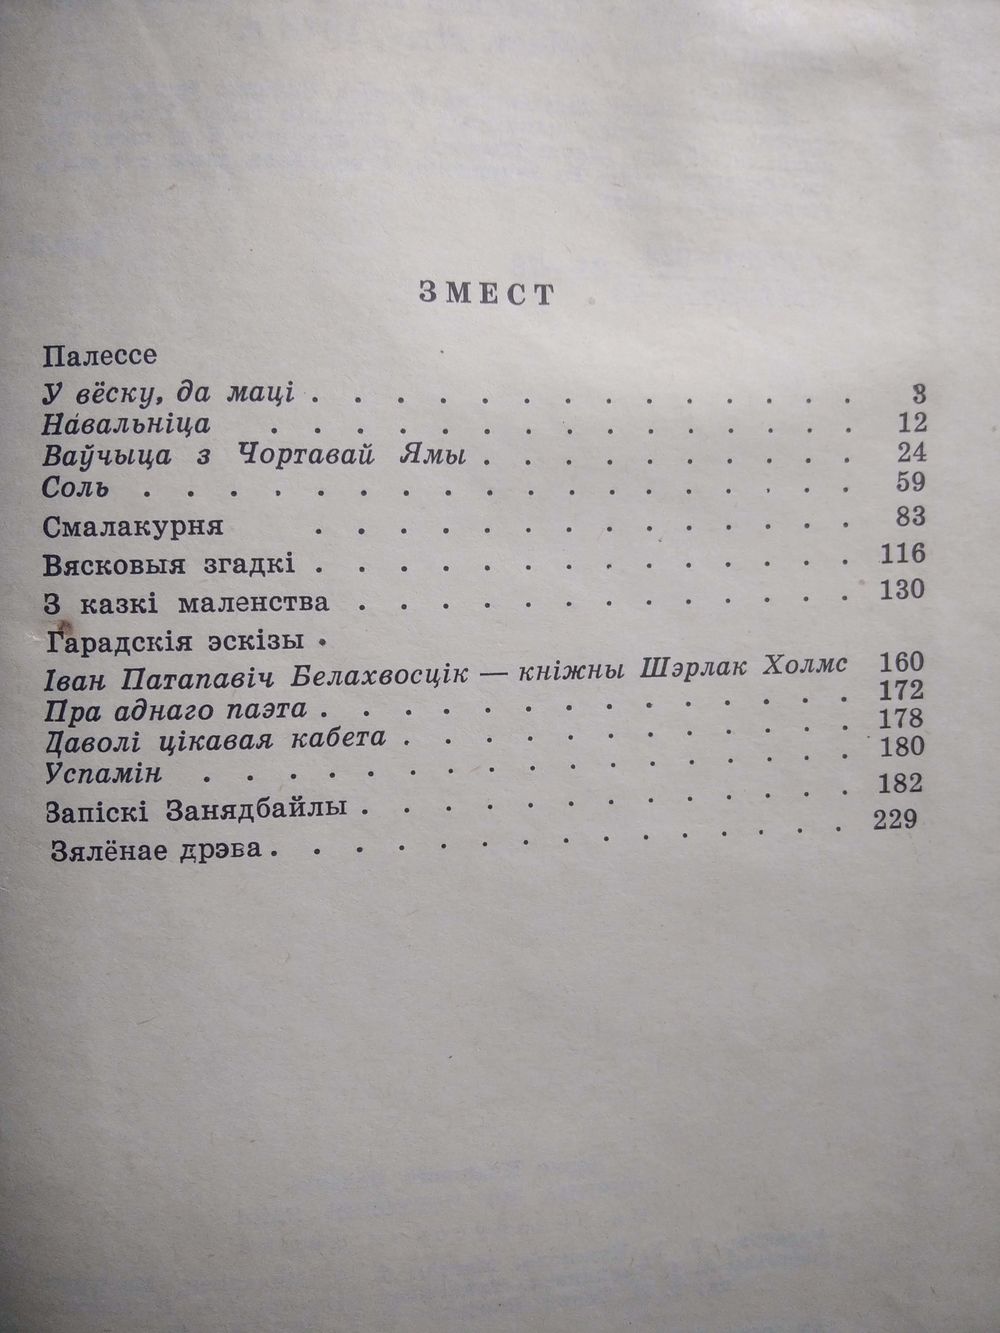 ЗМЕСТ
Палессе
У вёску, да маці . . . . . . . . . . . . . 3
На́вальніца . . . . . . . . . . . . . . 12
Ваўчыца з Чортавай Ямы . . . . . . . . . 24
Соль . . . . . . . . . . . . . . . . . 59
Смалакурня . . . . . . . . . . . . . 83
Вясковыя згадкі . . . . . . . . . . . . . 116
З казкі маленства . . . . . . . . . . . . 130
Гарадскія эскізы .
Іван Патапавіч Белахвосцік — кніжны Шэрлак Холмс 160
Пра аднаго паэта . . . . . . . . . . . . . 172
Даволі цікавая кабета . . . . . . . . . . . 178
Успамін . . . . . . . . . . . . . . . . 180
Запіскі Занядбайлы . . . . . . . . . . . . 182
Зялёнае дрэва . . . . . . . . . . . . . . 229